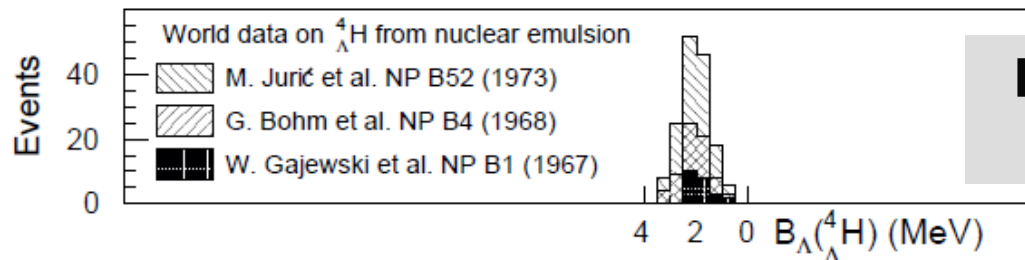 World data on ⁴ΛH from nuclear emulsion
M. Jurić et al. NP B52 (1973)
G. Bohm et al. NP B4 (1968)
W. Gajewski et al. NP B1 (1967)
Events
40
20
0
4 2 0 BΛ(⁴ΛH) (MeV)